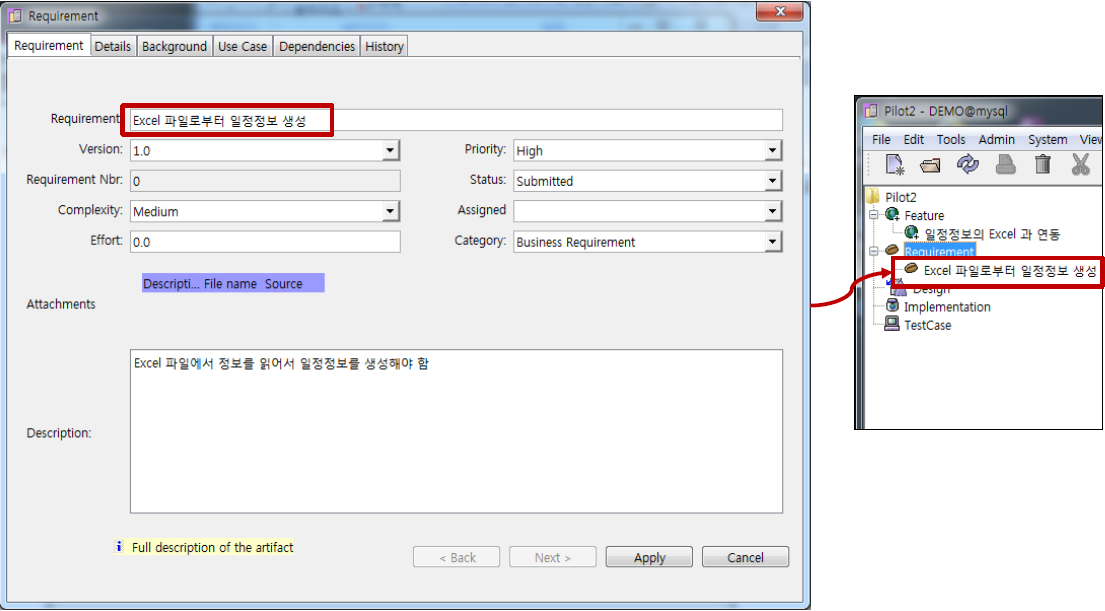 Requirement
Requirement Details Background Use Case Dependencies History
Requirement Excel 파일로부터 일정정보 생성
Version: 1.0 Priority: High
Requirement Nbr: 0 Status: Submitted
Complexity: Medium Assigned
Effort: 0.0 Category: Business Requirement
Descripti... File name Source
Attachments
Excel 파일에서 정보를 읽어서 일정정보를 생성해야 함
Description:
i Full description of the artifact
< Back Next > Apply Cancel
Pilot2 - DEMO@mysql
File Edit Tools Admin System View
Pilot2
Feature
일정정보의 Excel 과 연동
Requirement
Excel 파일로부터 일정정보 생성
Design
Implementation
TestCase